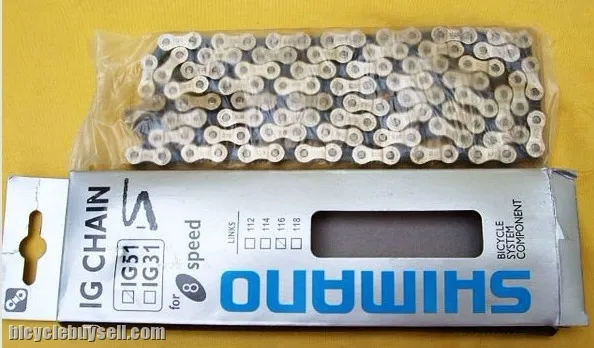 IG CHAIN
IG51
IG31
for 8 speed
LINKS
112
114
116
118
SHIMANO
BICYCLE
SYSTEM
COMPONENT
bicyclebuysell.com